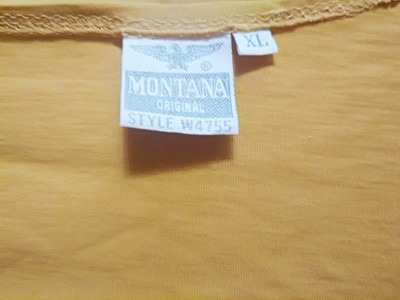 XL
®
MONTANA
ORIGINAL
STYLE W4755